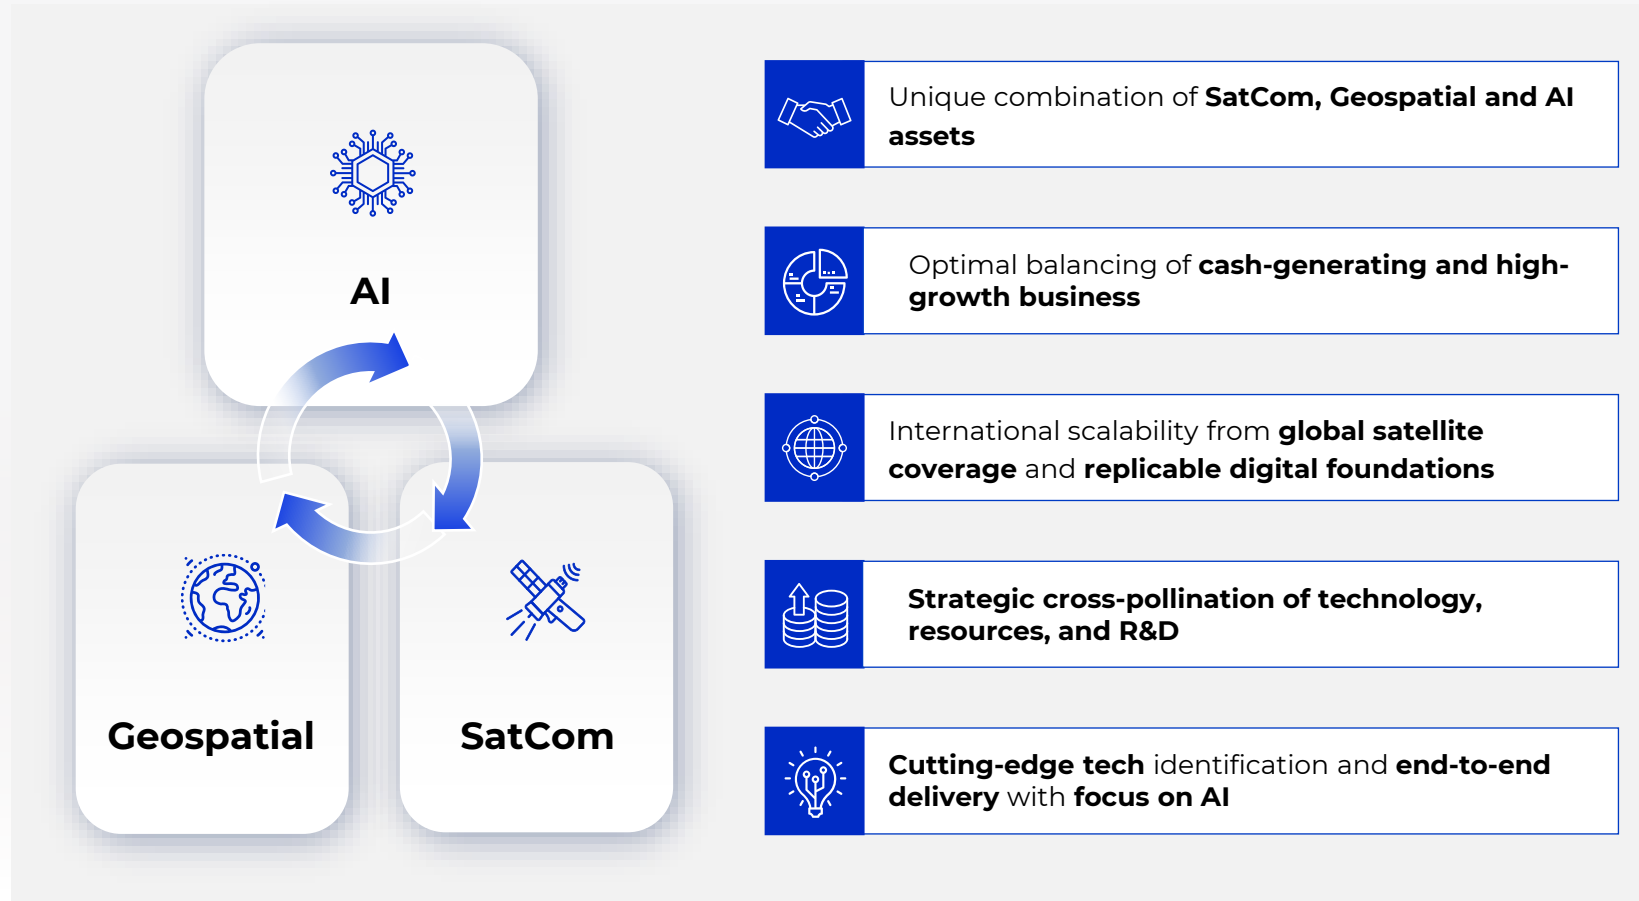 AI
Geospatial
SatCom
Unique combination of SatCom, Geospatial and AI
assets
Optimal balancing of cash-generating and high-
growth business
International scalability from global satellite
coverage and replicable digital foundations
Strategic cross-pollination of technology,
resources, and R&D
Cutting-edge tech identification and end-to-end
delivery with focus on AI